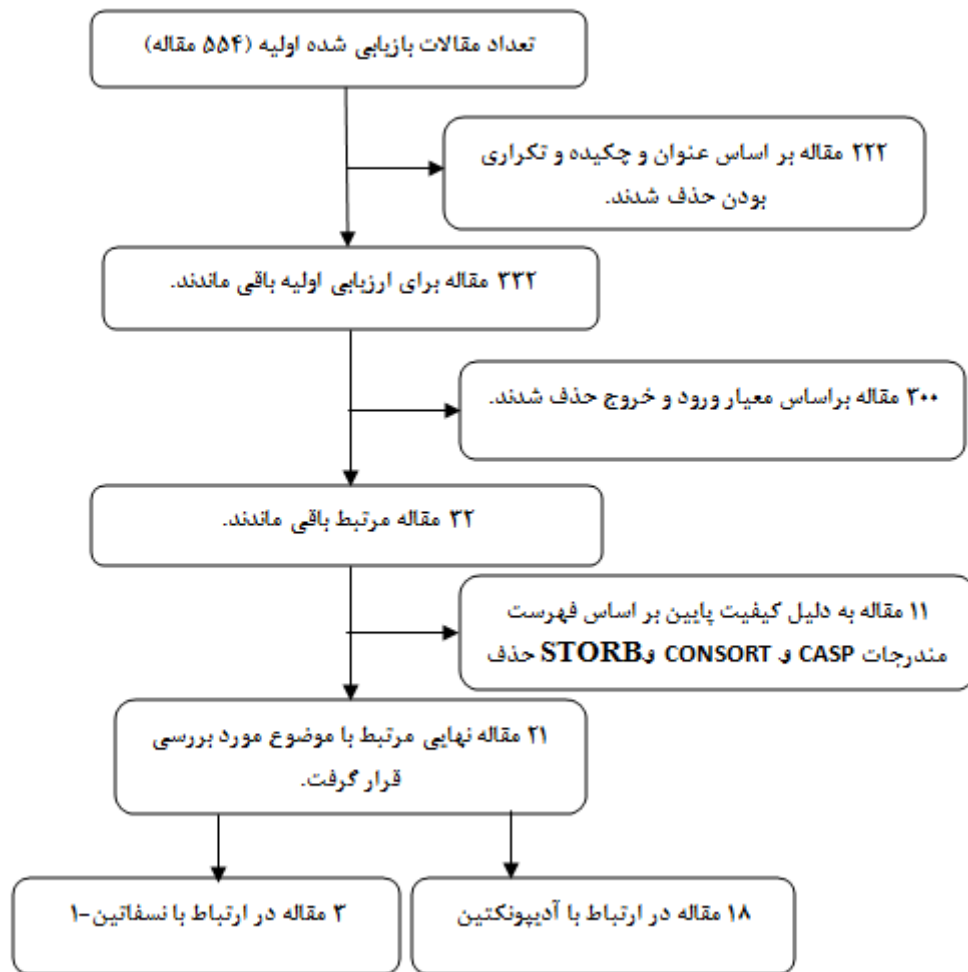 تعداد مقالات بازیابی شده اولیه (۵۵۴ مقاله)
۲۲۲ مقاله بر اساس عنوان و چکیده و تکراری
بودن حذف شدند.
۳۳۲ مقاله برای ارزیابی اولیه باقی ماندند.
۳۰۰ مقاله براساس معیار ورود و خروج حذف شدند.
۳۲ مقاله مرتبط باقی ماندند.
۱۱ مقاله به دلیل کیفیت پایین بر اساس فهرست
مندرجات CASP و CONSORT وSTORB حذف
۲۱ مقاله نهایی مرتبط با موضوع مورد بررسی
قرار گرفت.
۱۸ مقاله در ارتباط با آدیپونکتین
۳ مقاله در ارتباط با نسفاتین-۱